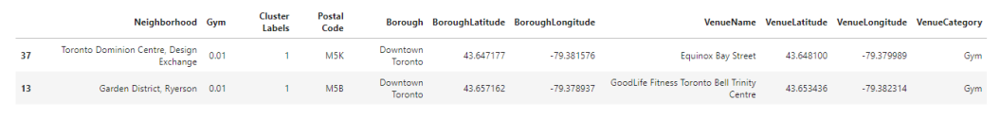 Neighborhood Gym Cluster Labels Postal Code Borough BoroughLatitude BoroughLongitude VenueName VenueLatitude VenueLongitude VenueCategory
37 Toronto Dominion Centre, Design Exchange 0.01 1 M5K Downtown Toronto 43.647177 -79.381576 Equinox Bay Street 43.648100 -79.379989 Gym
13 Garden District, Ryerson 0.01 1 M5B Downtown Toronto 43.657162 -79.378937 GoodLife Fitness Toronto Bell Trinity Centre 43.653436 -79.382314 Gym